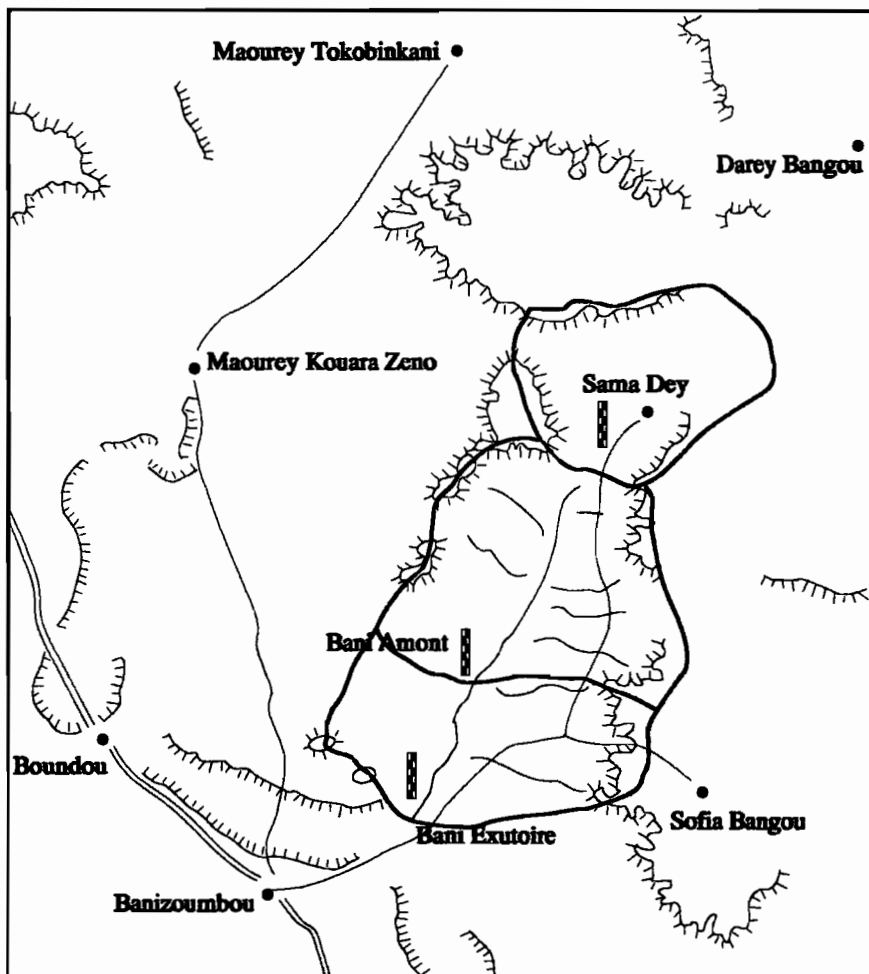 Maourey Tokobinkani
Darey Bangou
Maourey Kouara Zeno
Sama Dey
Bani Amont
Boundou
Sofia Bangou
Bani Exutoire
Banizoumbou